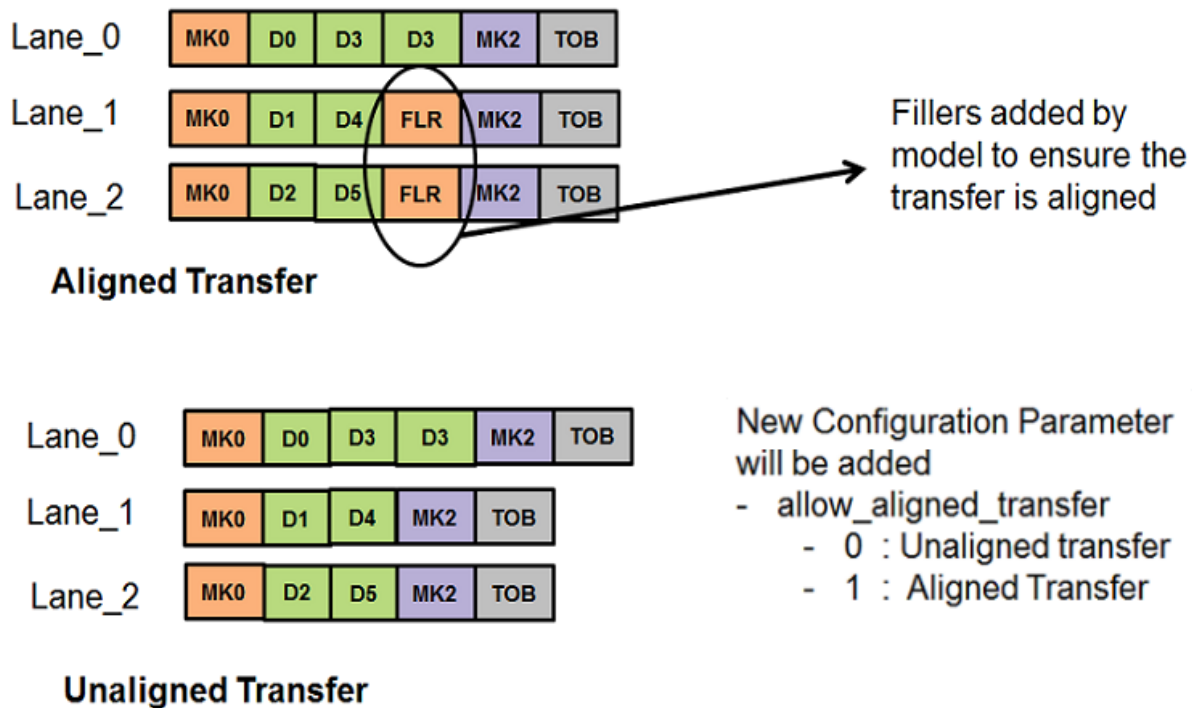 Lane_0 MK0 D0 D3 D3 MK2 TOB
Lane_1 MK0 D1 D4 FLR MK2 TOB
Lane_2 MK0 D2 D5 FLR MK2 TOB
Fillers added by
model to ensure the
transfer is aligned
Aligned Transfer
Lane_0 MK0 D0 D3 D3 MK2 TOB
Lane_1 MK0 D1 D4 MK2 TOB
Lane_2 MK0 D2 D5 MK2 TOB
New Configuration Parameter
will be added
- allow_aligned_transfer
- 0 : Unaligned transfer
- 1 : Aligned Transfer
Unaligned Transfer